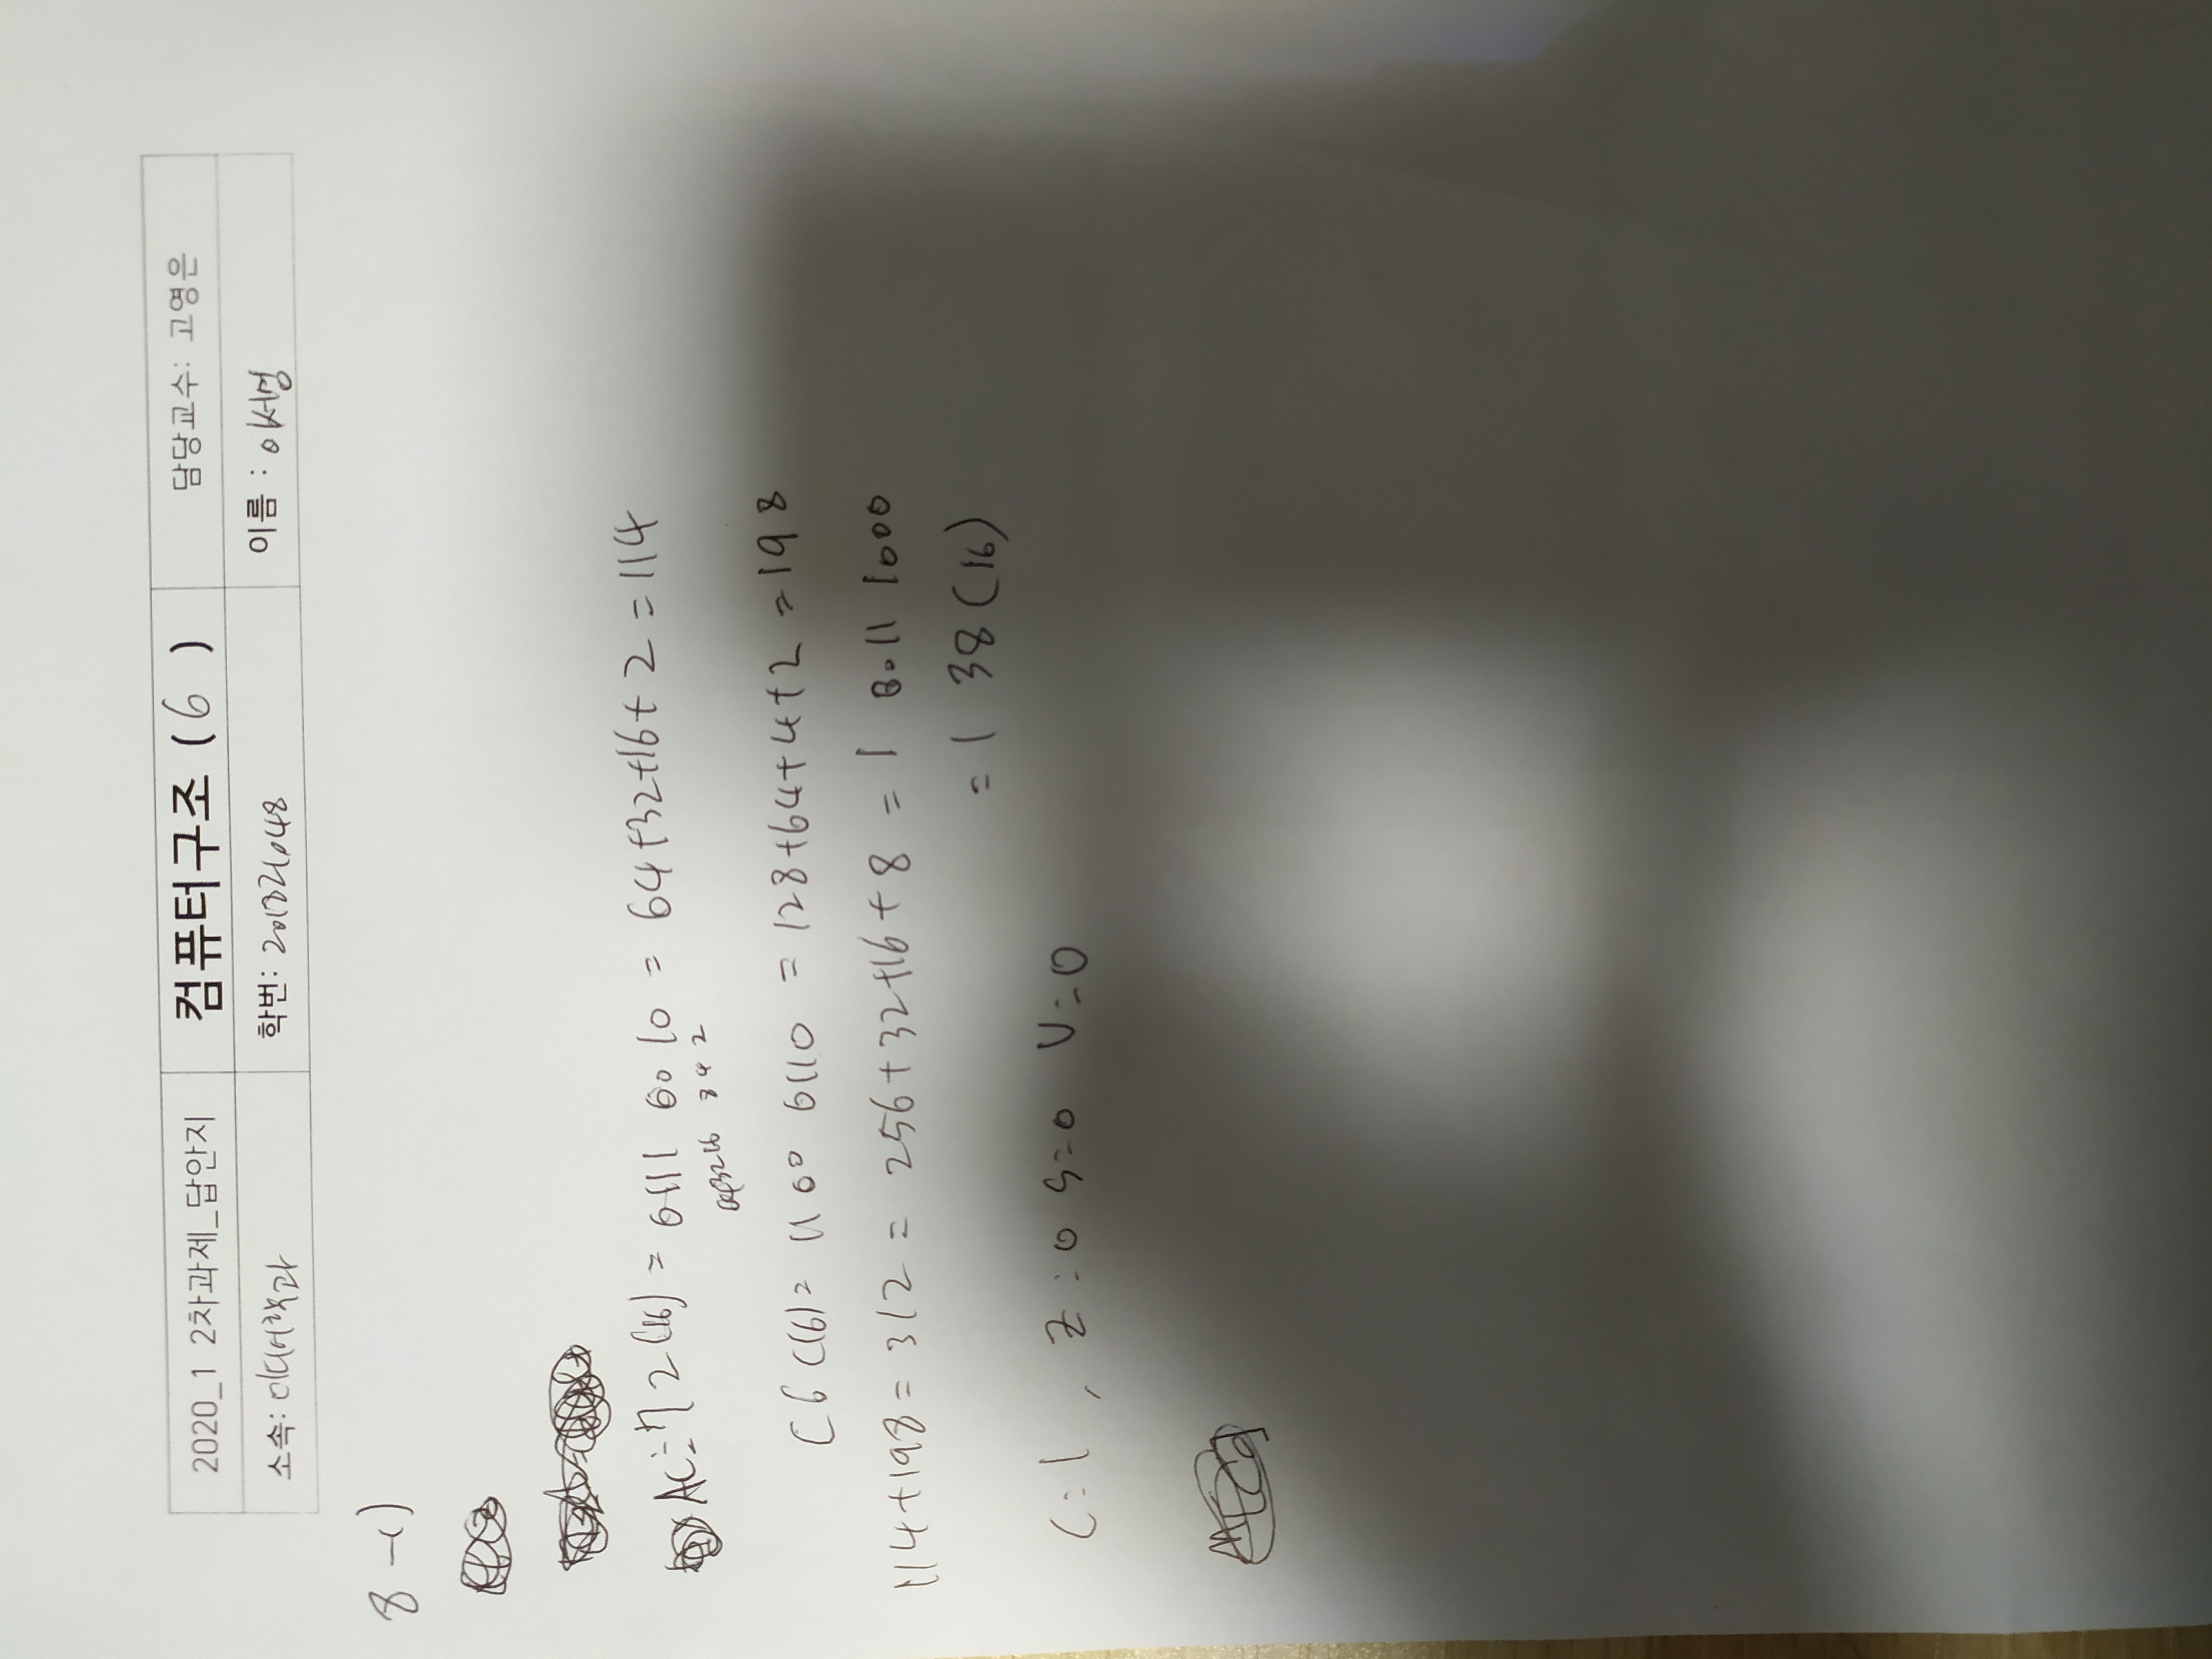 2020_1 2차과제_답안지 컴퓨터구조 ( 6 ) 담당교수: 고영은
소속: 미디어학과 학번: 201821048 이름 : 이서영
8-1)
AC = 72(16) = 0111 0010 = 64+32+16+2 = 114
64 32 16 8 4 2
C6(16) = 1100 0110 = 128+64+4+2 = 198
114+198 = 312 = 256+32+16+8 = 1 0011 1000
= 1 38(16)
C=1, Z=0 S=0 V=0